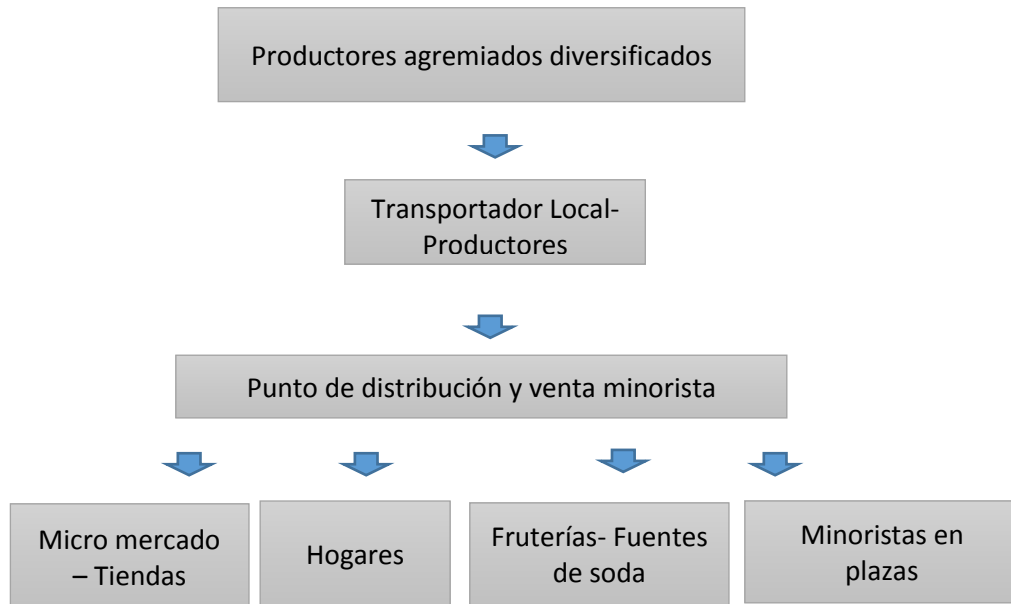 Productores agremiados diversificados
Transportador Local-
Productores
Punto de distribución y venta minorista
Micro mercado
– Tiendas
Hogares
Fruterías- Fuentes
de soda
Minoristas en
plazas